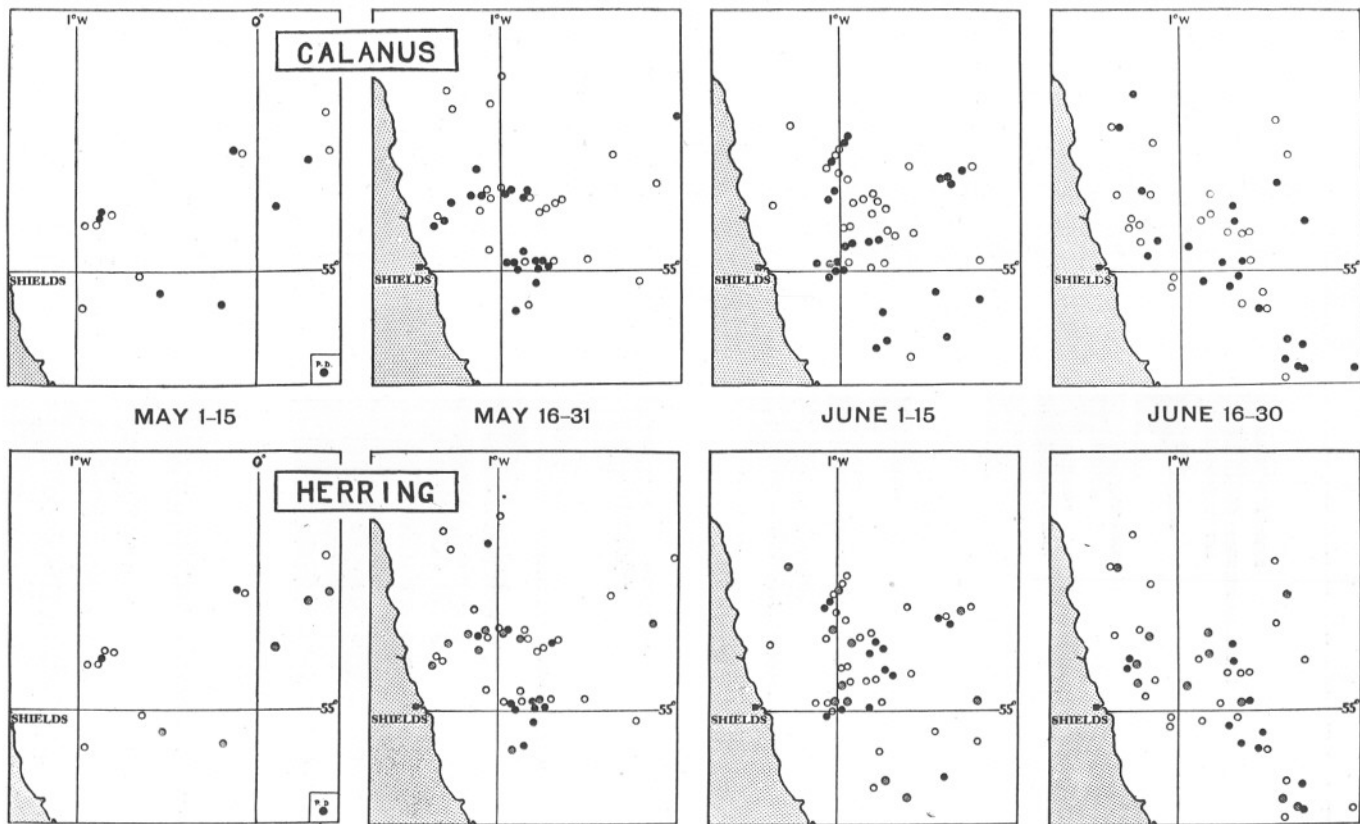 1°W 0° 1°W 1°W 1°W
CALANUS
SHIELDS 55° SHIELDS 55° SHIELDS 55° SHIELDS 55°
P.D.
MAY 1–15 MAY 16–31 JUNE 1–15 JUNE 16–30
1°W 0° 1°W 1°W 1°W
HERRING
SHIELDS 55° SHIELDS 55° SHIELDS 55° SHIELDS 55°
P.D